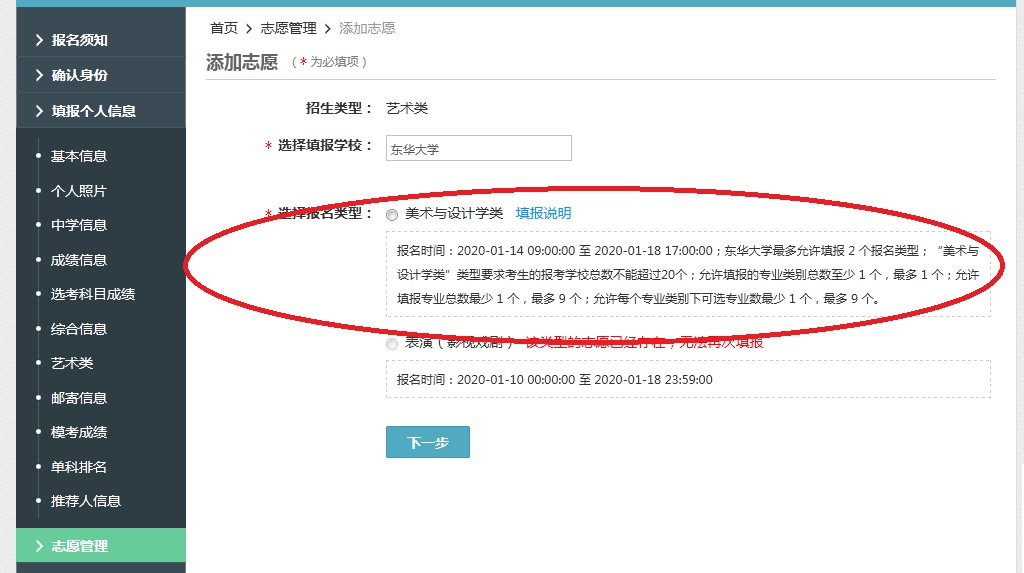 首页 > 志愿管理 > 添加志愿
添加志愿 ( * 为必填项 )
报名须知
确认身份
填报个人信息
基本信息
个人照片
中学信息
成绩信息
选考科目成绩
综合信息
艺术类
邮寄信息
模考成绩
单科排名
推荐人信息
志愿管理
招生类型： 艺术类
* 选择填报学校： 东华大学
* 选择报名类型： 美术与设计学类 填报说明
报名时间：2020-01-14 09:00:00 至 2020-01-18 17:00:00；东华大学最多允许填报 2 个报名类型； “美术与
设计学类”类型要求考生的报考学校总数不能超过20个；允许填报的专业类别总数至少 1 个，最多 1 个；允许
填报专业总数最少 1 个，最多 9 个；允许每个专业类别下可选专业数最少 1 个，最多 9 个。
表演（影视戏剧） 该类型的志愿已经存在，无法再次填报
报名时间：2020-01-10 00:00:00 至 2020-01-18 23:59:00
下一步